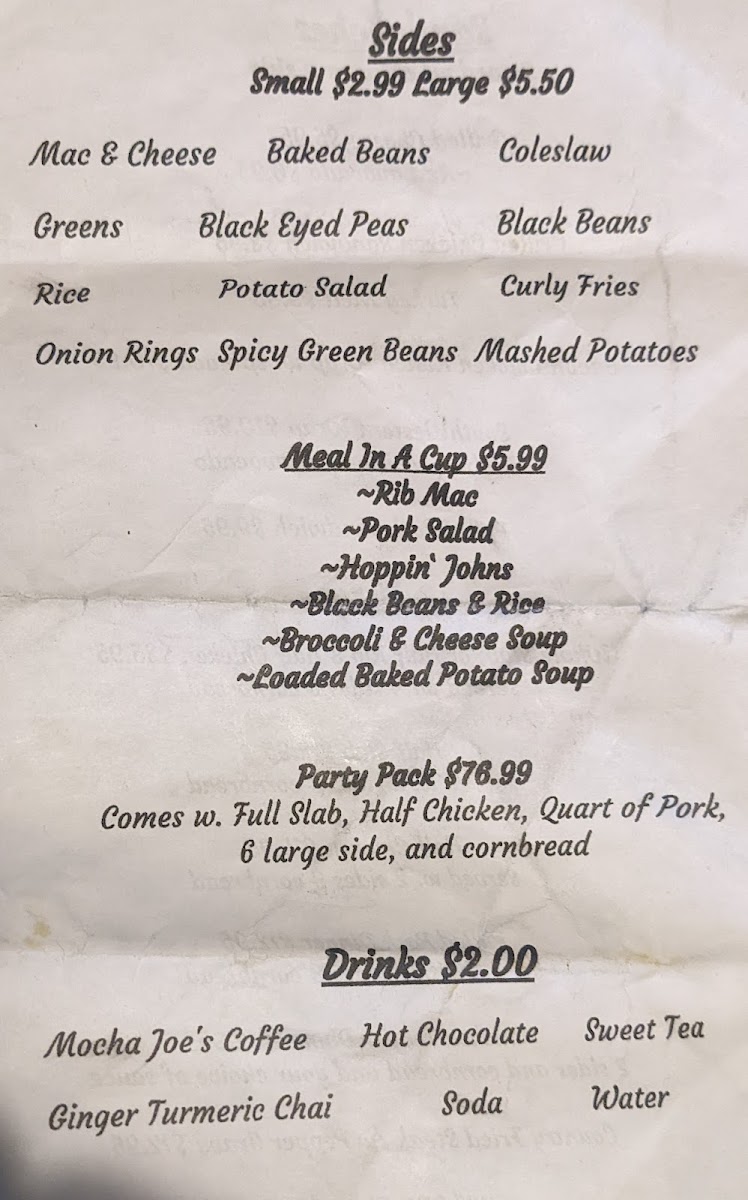 Sides
Small $2.99 Large $5.50
Mac & Cheese Baked Beans Coleslaw
Greens Black Eyed Peas Black Beans
Rice Potato Salad Curly Fries
Onion Rings Spicy Green Beans Mashed Potatoes
Meal In A Cup $5.99
~Rib Mac
~Pork Salad
~Hoppin' Johns
~Black Beans & Rice
~Broccoli & Cheese Soup
~Loaded Baked Potato Soup
Party Pack $76.99
Comes w. Full Slab, Half Chicken, Quart of Pork,
6 large side, and cornbread
Drinks $2.00
Mocha Joe's Coffee Hot Chocolate Sweet Tea
Ginger Turmeric Chai Soda Water